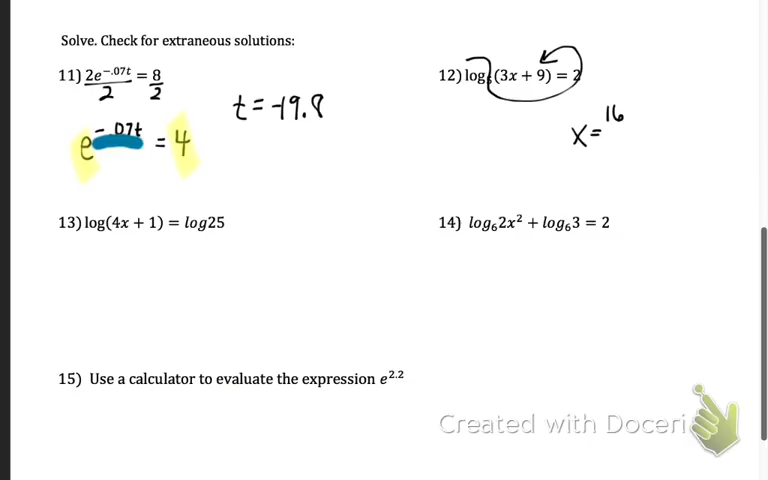 Solve. Check for extraneous solutions:
11) 2e^-.07t / 2 = 8 / 2
t = -19.8
e^-.07t = 4
12) log (3x + 9) = 2
x = 16
13) log(4x + 1) = log25
14) log₆2x² + log₆3 = 2
15) Use a calculator to evaluate the expression e^2.2
Created with Doceri